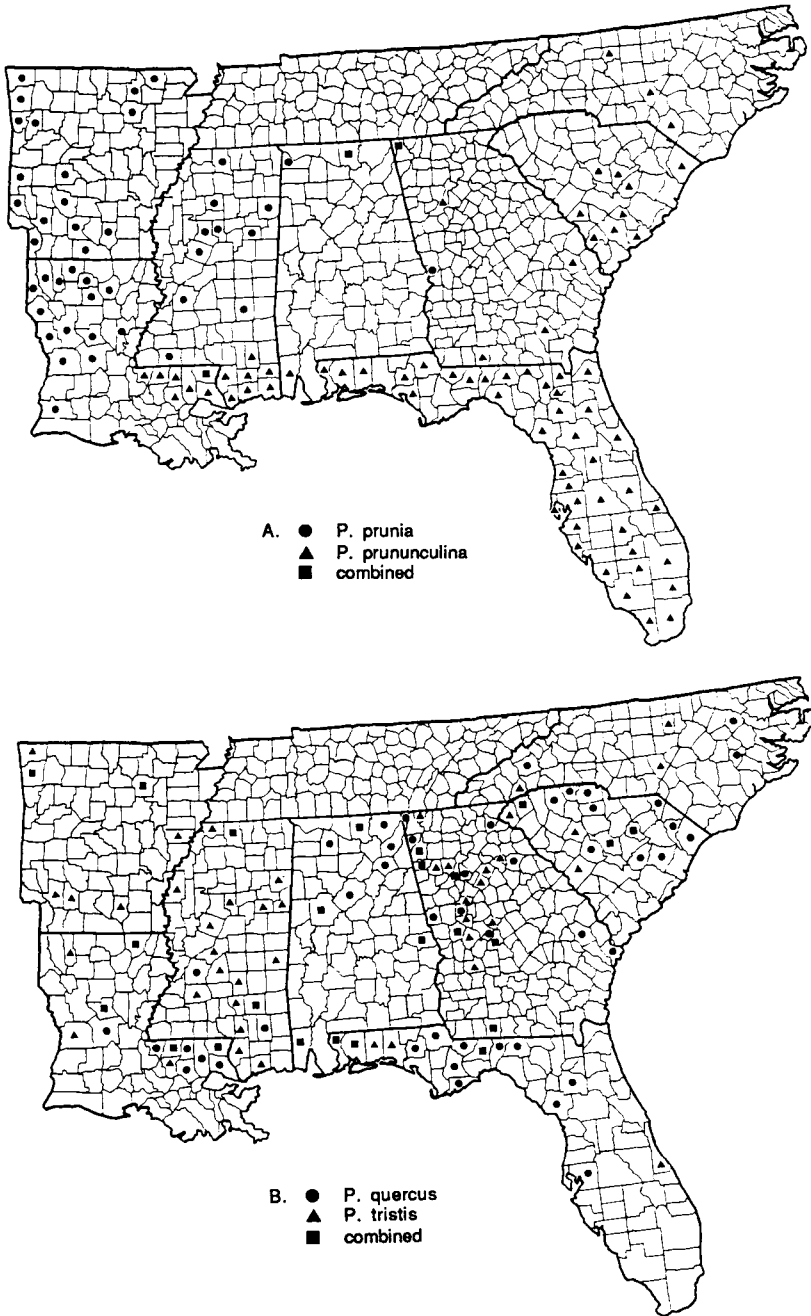 A. ● P. prunia
▲ P. prununculina
■ combined
B. ● P. quercus
▲ P. tristis
■ combined